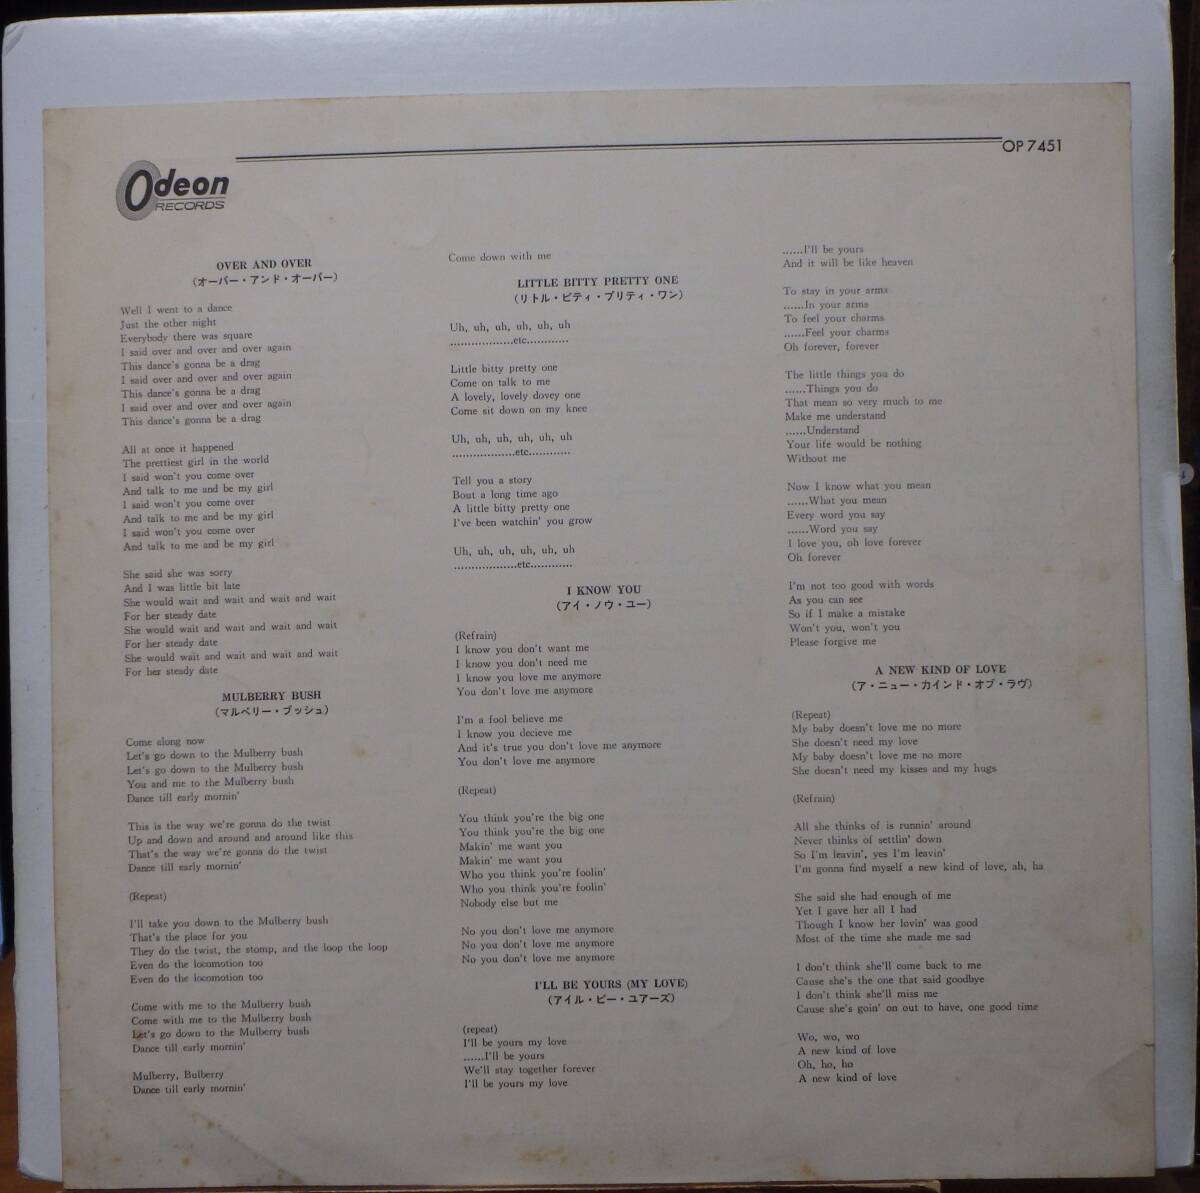 Odeon
RECORDS
OP 7451
OVER AND OVER
(オーバー・アンド・オーバー)
Well I went to a dance
Just the other night
Everybody there was square
I said over and over and over again
This dance's gonna be a drag
I said over and over and over again
This dance's gonna be a drag
I said over and over and over again
This dance's gonna be a drag
All at once it happened
The prettiest girl in the world
I said won't you come over
And talk to me and be my girl
I said won't you come over
And talk to me and be my girl
I said won't you come over
And talk to me and be my girl
She said she was sorry
And I was little bit late
She would wait and wait and wait and wait
For her steady date
She would wait and wait and wait and wait
For her steady date
She would wait and wait and wait and wait
For her steady date
MULBERRY BUSH
(マルベリー・ブッシュ)
Come along now
Let's go down to the Mulberry bush
Let's go down to the Mulberry bush
You and me to the Mulberry bush
Dance till early mornin'
This is the way we're gonna do the twist
Up and down and around and around like this
That's the way we're gonna do the twist
Dance till early mornin'
(Repeat)
I'll take you down to the Mulberry bush
That's the place for you
They do the twist, the stomp, and the loop the loop
Even do the locomotion too
Even do the locomotion too
Come with me to the Mulberry bush
Come with me to the Mulberry bush
Let's go down to the Mulberry bush
Dance till early mornin'
Mulberry, Bulberry
Dance till early mornin'
Come down with me
LITTLE BITTY PRETTY ONE
(リトル・ビティ・プリティ・ワン)
Uh, uh, uh, uh, uh, uh
..................etc............
Little bitty pretty one
Come on talk to me
A lovely, lovely dovey one
Come sit down on my knee
Uh, uh, uh, uh, uh, uh
..................etc............
Tell you a story
Bout a long time ago
A little bitty pretty one
I've been watchin' you grow
Uh, uh, uh, uh, uh, uh
..................etc............
I KNOW YOU
(アイ・ノウ・ユー)
(Refrain)
I know you don't want me
I know you don't need me
I know you love me anymore
You don't love me anymore
I'm a fool believe me
I know you decieve me
And it's true you don't love me anymore
You don't love me anymore
(Repeat)
You think you're the big one
You think you're the big one
Makin' me want you
Makin' me want you
Who you think you're foolin'
Who you think you're foolin'
Nobody else but me
No you don't love me anymore
No you don't love me anymore
No you don't love me anymore
I'LL BE YOURS (MY LOVE)
(アイル・ビー・ユアーズ)
(repeat)
I'll be yours my love
......I'll be yours
We'll stay together forever
I'll be yours my love
......I'll be yours
And it will be like heaven
To stay in your arms
......In your arms
To feel your charms
......Feel your charms
Oh forever, forever
The little things you do
......Things you do
That mean so very much to me
Make me understand
......Understand
Your life would be nothing
Without me
Now I know what you mean
......What you mean
Every word you say
......Word you say
I love you, oh love forever
Oh forever
I'm not too good with words
As you can see
So if I make a mistake
Won't you, won't you
Please forgive me
A NEW KIND OF LOVE
(ア・ニュー・カインド・オブ・ラヴ)
(Repeat)
My baby doesn't love me no more
She doesn't need my love
My baby doesn't love me no more
She doesn't need my kisses and my hugs
(Refrain)
All she thinks of is runnin' around
Never thinks of settlin' down
So I'm leavin', yes I'm leavin'
I'm gonna find myself a new kind of love, ah, ha
She said she had enough of me
Yet I gave her all I had
Though I know her lovin' was good
Most of the time she made me sad
I don't think she'll come back to me
Cause she's the one that said goodbye
I don't think she'll miss me
Cause she's goin' on out to have, one good time
Wo, wo, wo
A new kind of love
Oh, ho, ho
A new kind of love